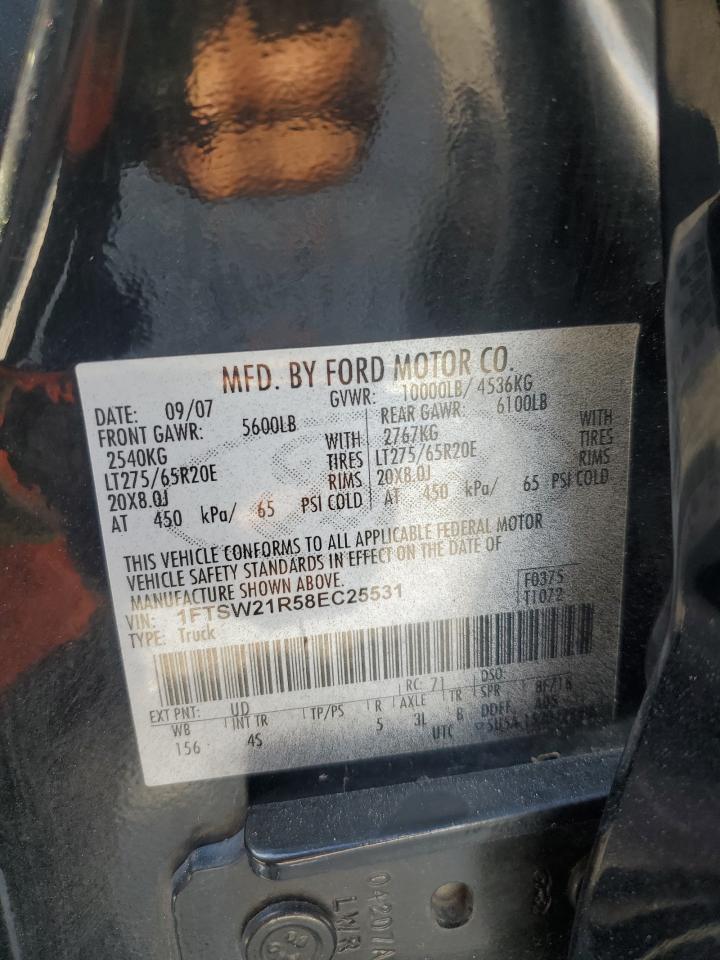 MFD. BY FORD MOTOR CO.
DATE: 09/07 GVWR: 10000LB/ 4536KG
FRONT GAWR: 5600LB REAR GAWR: 6100LB
2540KG WITH 2767KG WITH
LT275/65R20E TIRES LT275/65R20E TIRES
20X8.0J RIMS 20X8.0J RIMS
AT 450 kPa/ 65 PSI COLD AT 450 kPa/ 65 PSI COLD
THIS VEHICLE CONFORMS TO ALL APPLICABLE FEDERAL MOTOR
VEHICLE SAFETY STANDARDS IN EFFECT ON THE DATE OF
MANUFACTURE SHOWN ABOVE.
VIN: 1FTSW21R58EC25531 F0375
TYPE: Truck T1072
EXT PNT: UD RC: 71 DSO:
WB INT TR TP/PS R AXLE TR SPR
156 4S 5 3L B DDFF
UTC
04207A
LWR